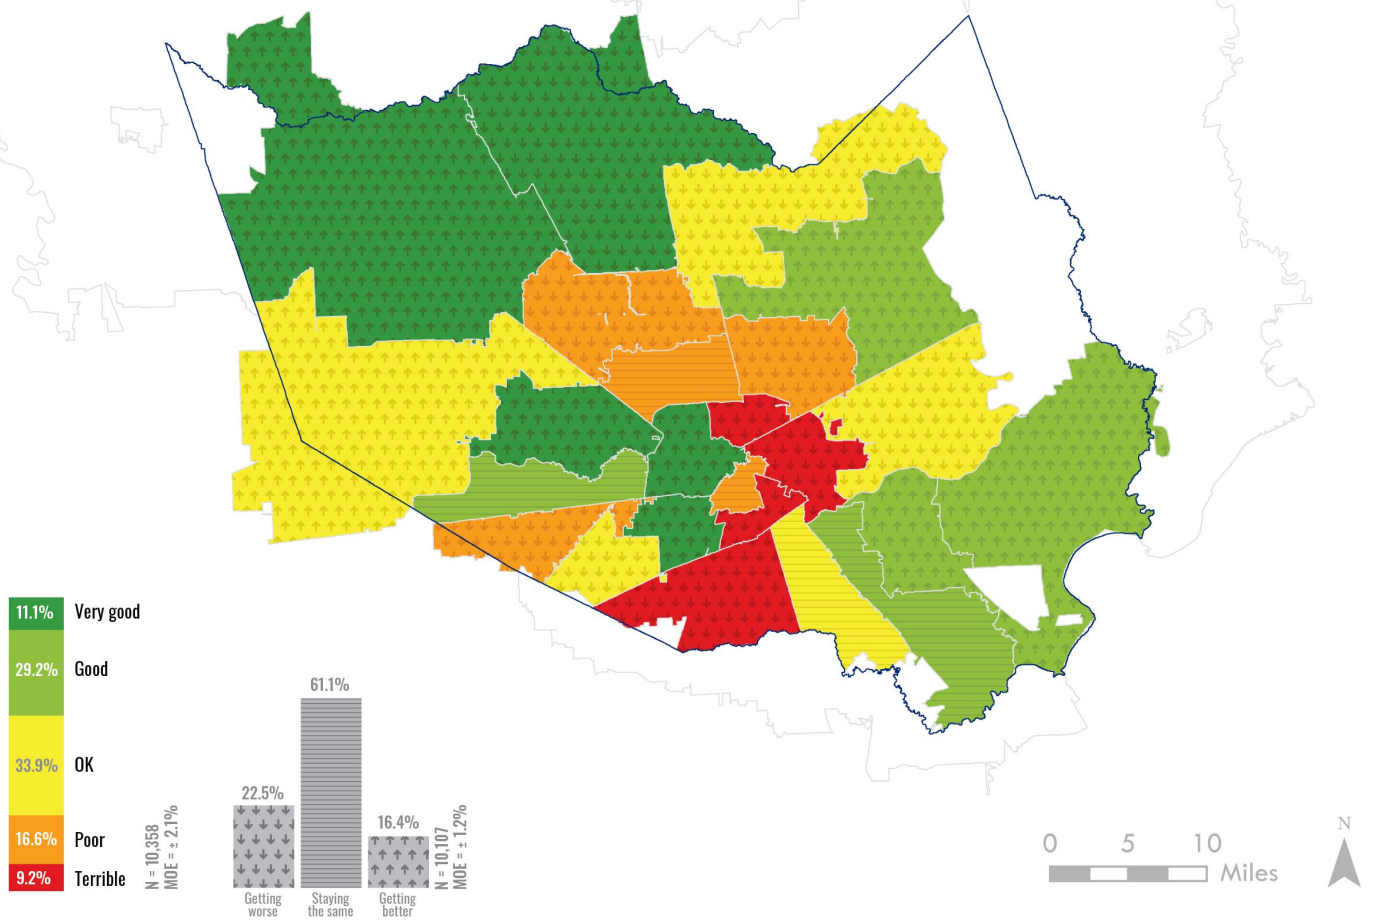 11.1% Very good
29.2% Good
33.9% OK
16.6% Poor
9.2% Terrible
N = 10,358
MOE = ± 2.1%
22.5%
61.1%
16.4%
Getting
worse
Staying
the same
Getting
better
N = 10,107
MOE = ± 1.2%
0 5 10
Miles
N